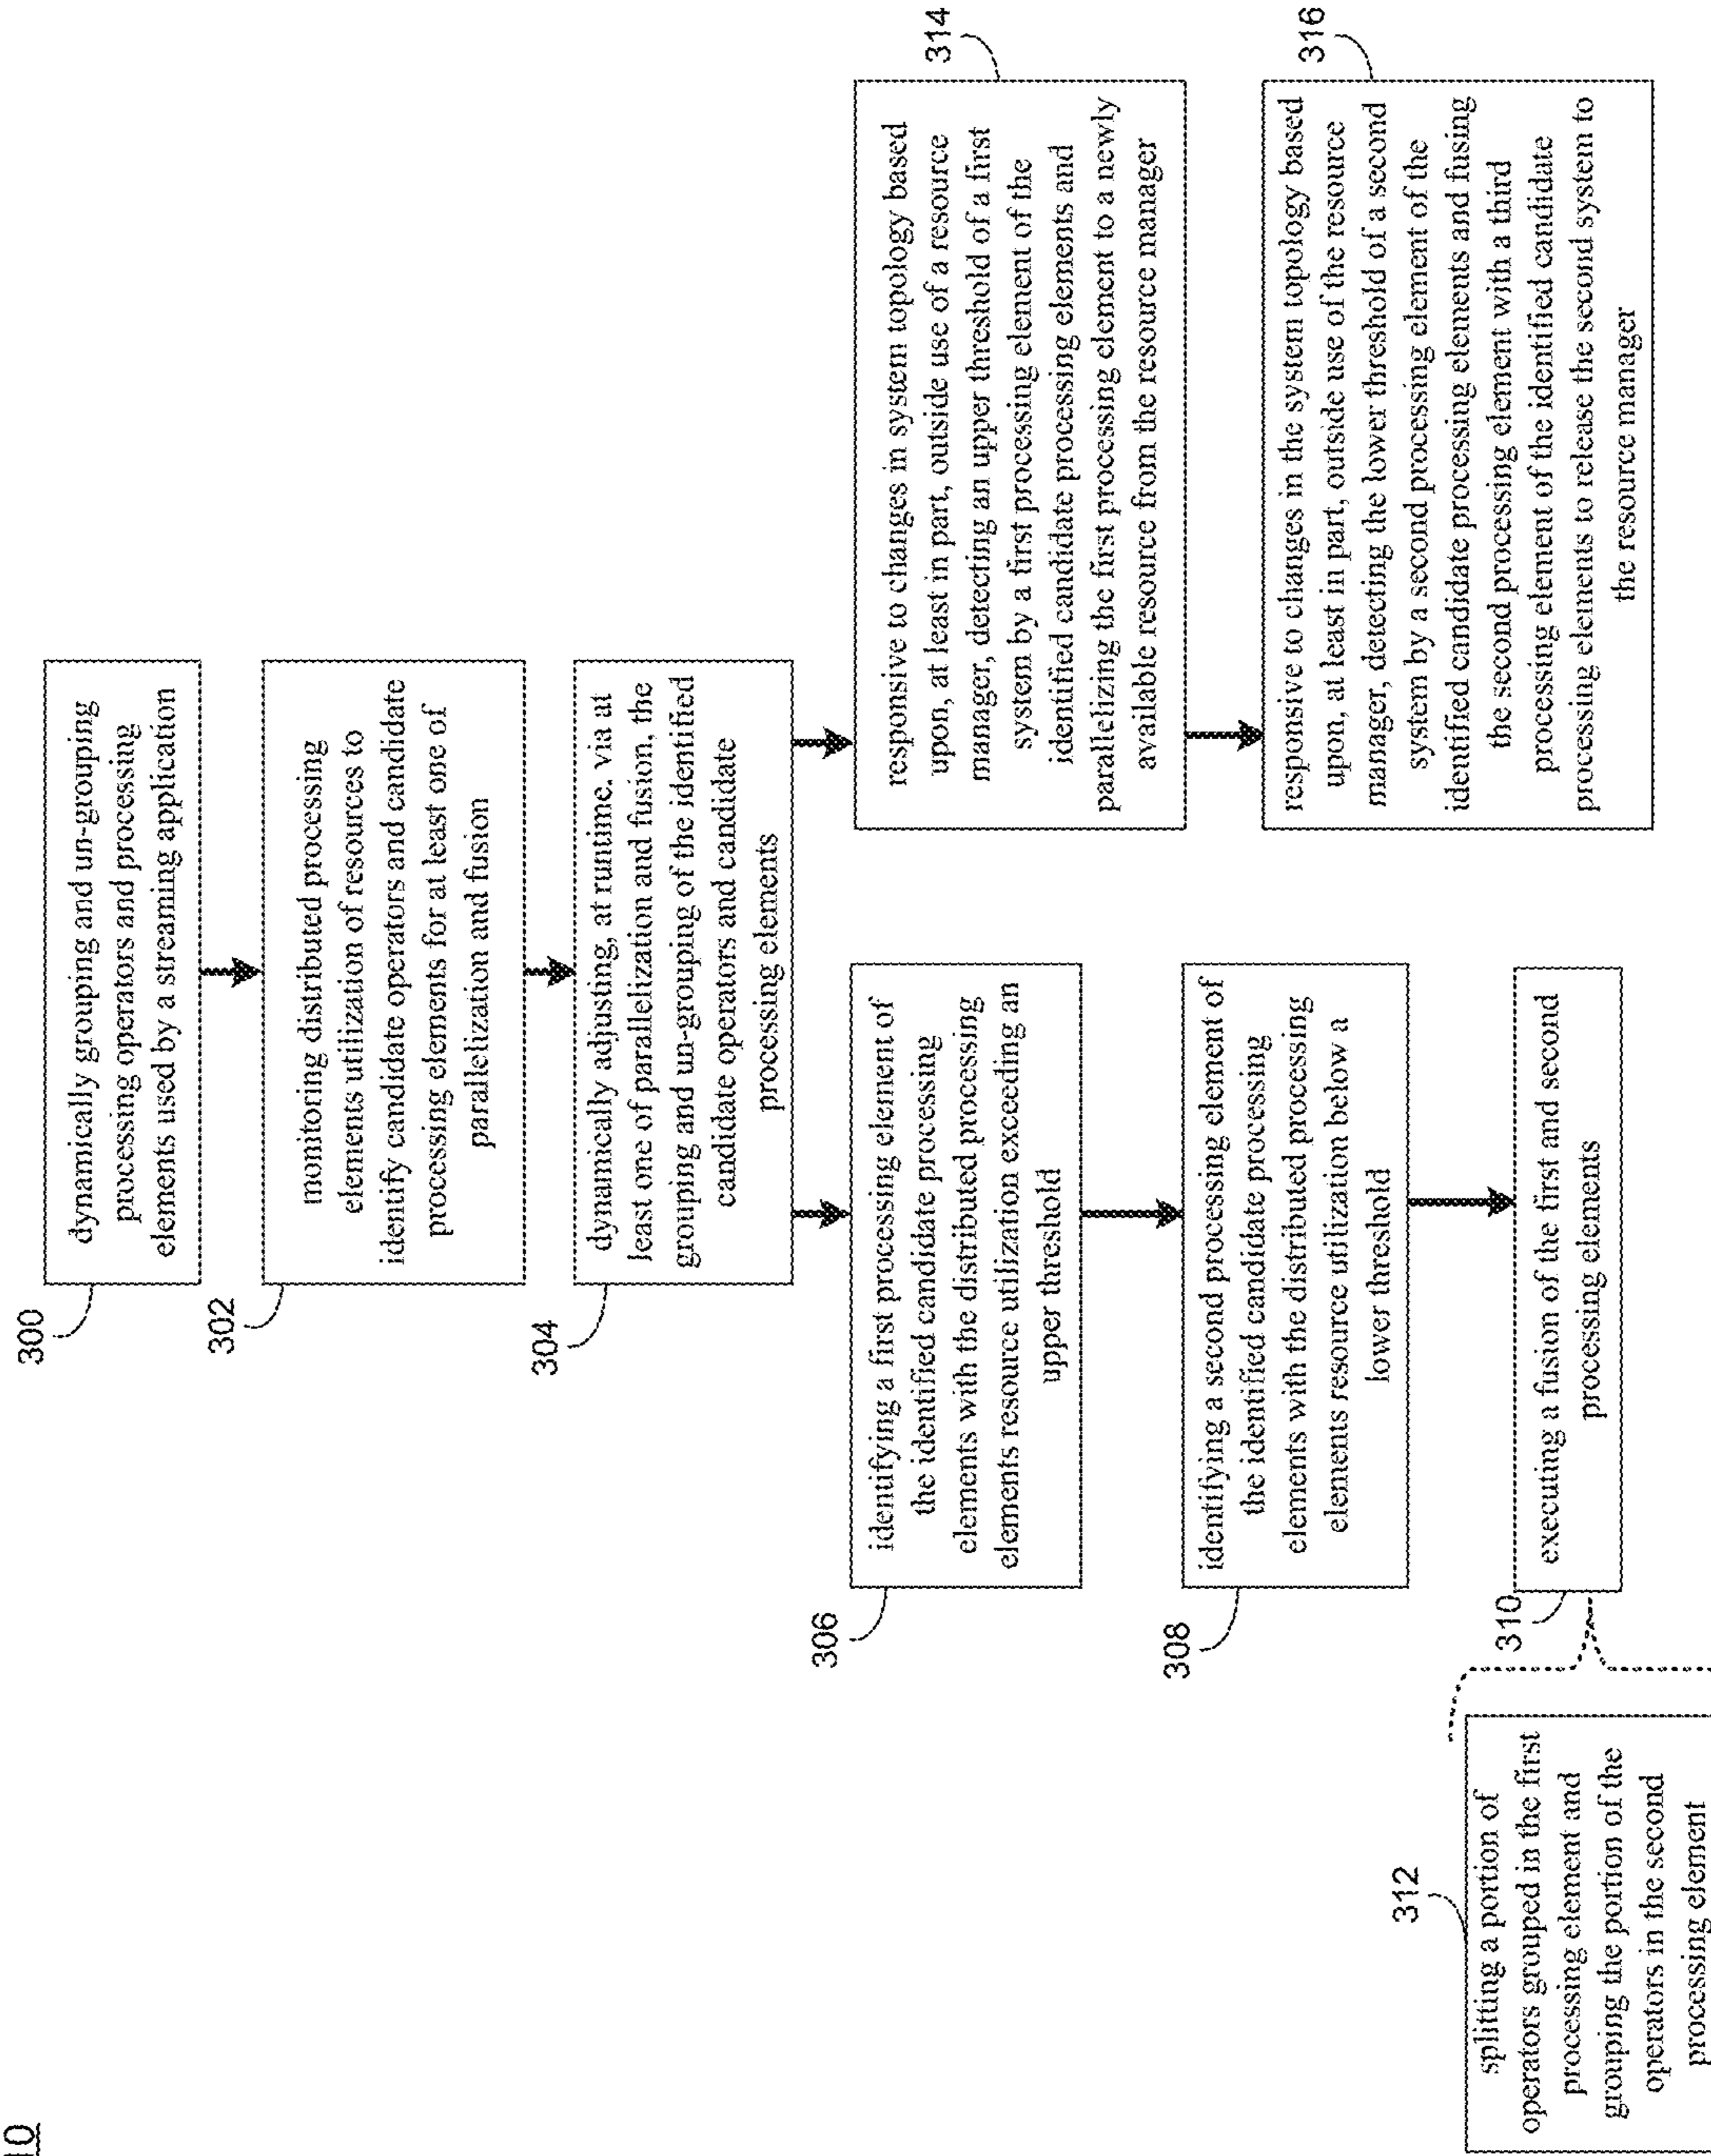 10
300
dynamically grouping and un-grouping
processing operators and processing
elements used by a streaming application
302
monitoring distributed processing
elements utilization of resources to
identify candidate operators and candidate
processing elements for at least one of
parallelization and fusion
304
dynamically adjusting, at runtime, via at
least one of parallelization and fusion, the
grouping and un-grouping of the identified
candidate operators and candidate
processing elements
306
identifying a first processing element of
the identified candidate processing
elements with the distributed processing
elements resource utilization exceeding an
upper threshold
308
identifying a second processing element of
the identified candidate processing
elements with the distributed processing
elements resource utilization below a
lower threshold
310
executing a fusion of the first and second
processing elements
312
splitting a portion of
operators grouped in the first
processing element and
grouping the portion of the
operators in the second
processing element
314
responsive to changes in system topology based
upon, at least in part, outside use of a resource
manager, detecting an upper threshold of a first
system by a first processing element of the
identified candidate processing elements and
parallelizing the first processing element to a newly
available resource from the resource manager
316
responsive to changes in the system topology based
upon, at least in part, outside use of the resource
manager, detecting the lower threshold of a second
system by a second processing element of the
identified candidate processing elements and fusing
the second processing element with a third
processing element of the identified candidate
processing elements to release the second system to
the resource manager